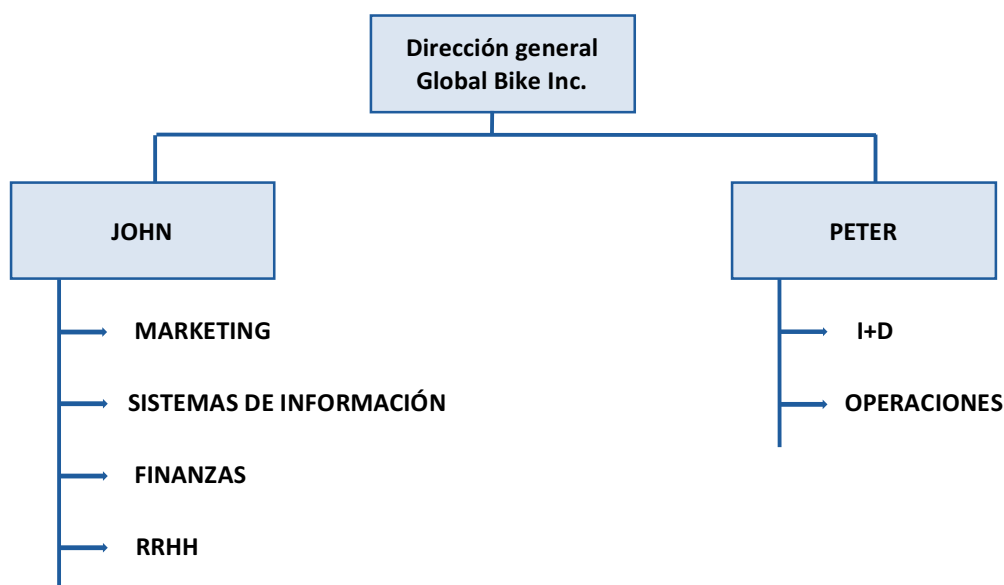 Dirección general
Global Bike Inc.
JOHN
PETER
MARKETING
SISTEMAS DE INFORMACIÓN
FINANZAS
RRHH
I+D
OPERACIONES